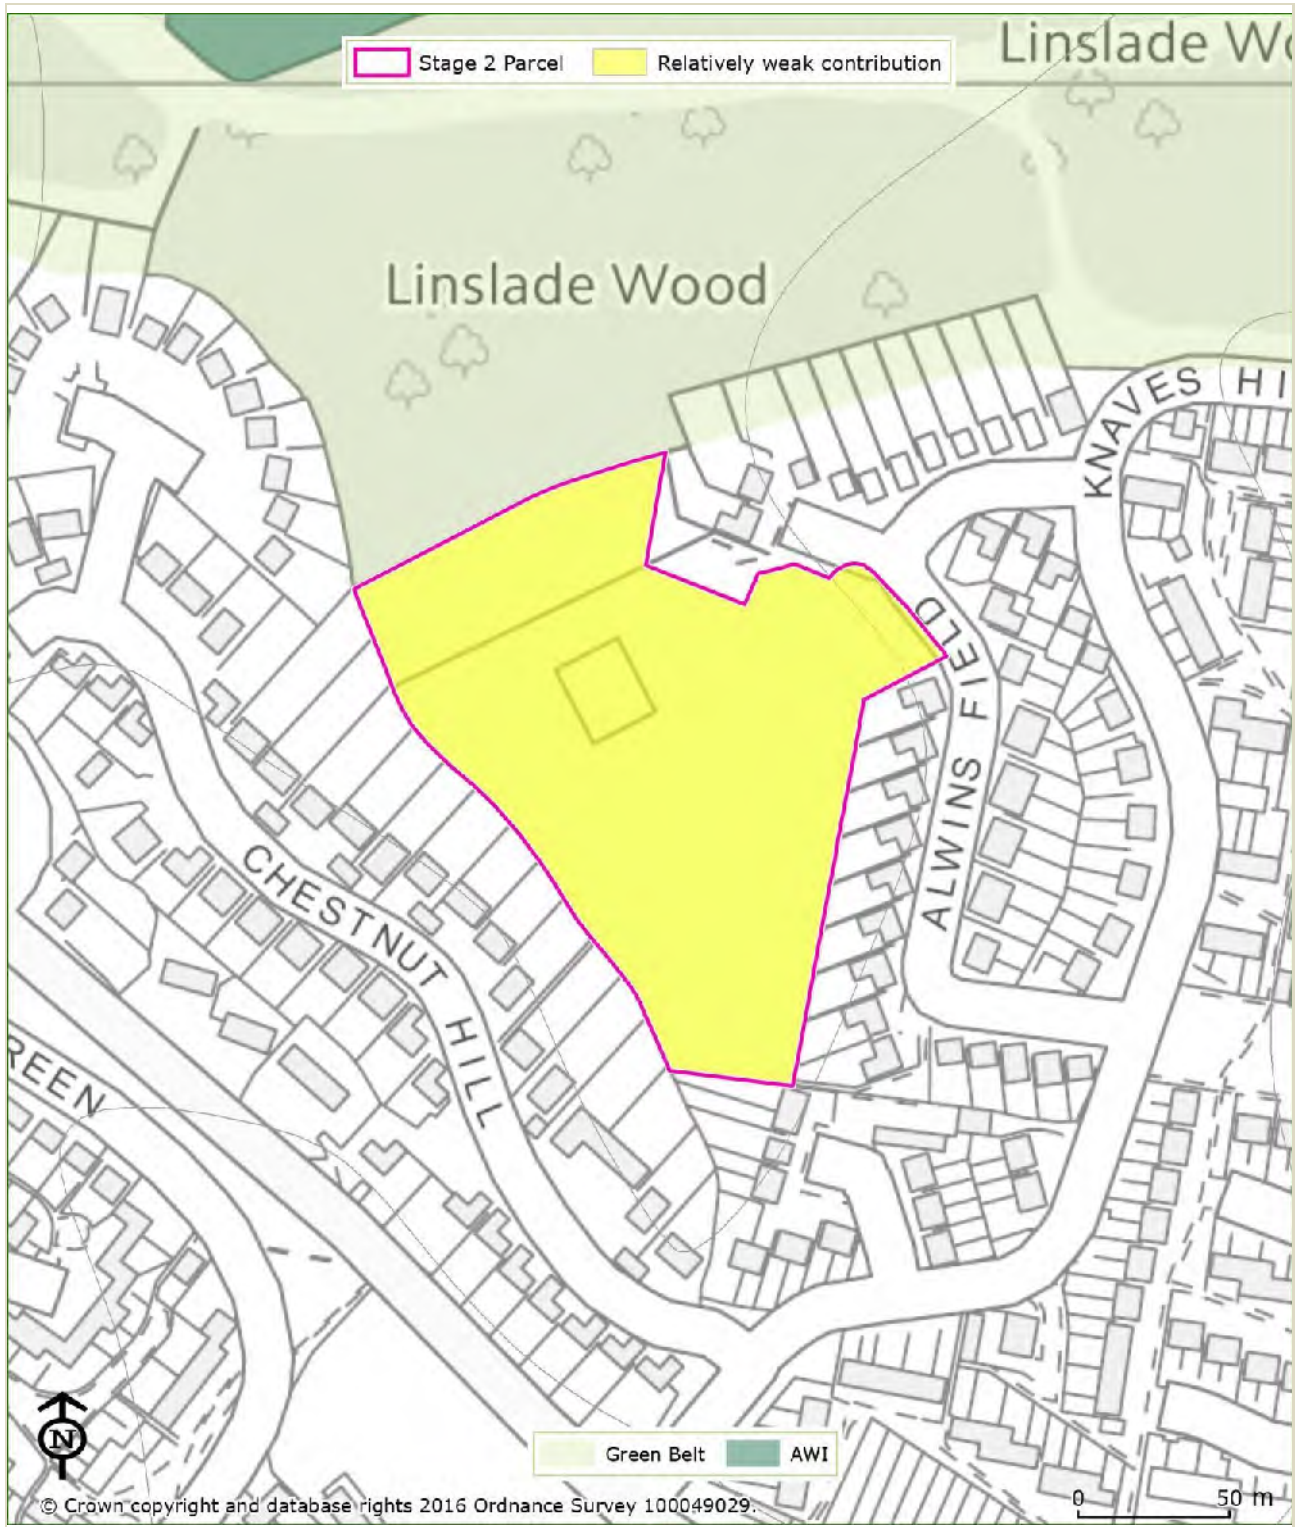 Linslade Wo
Stage 2 Parcel
Relatively weak contribution
Linslade Wood
KNAVES HI
ALWINS FIELD
CHESTNUT HILL
REEN
N
Green Belt
AWI
© Crown copyright and database rights 2016 Ordnance Survey 100049029.
0
50 m